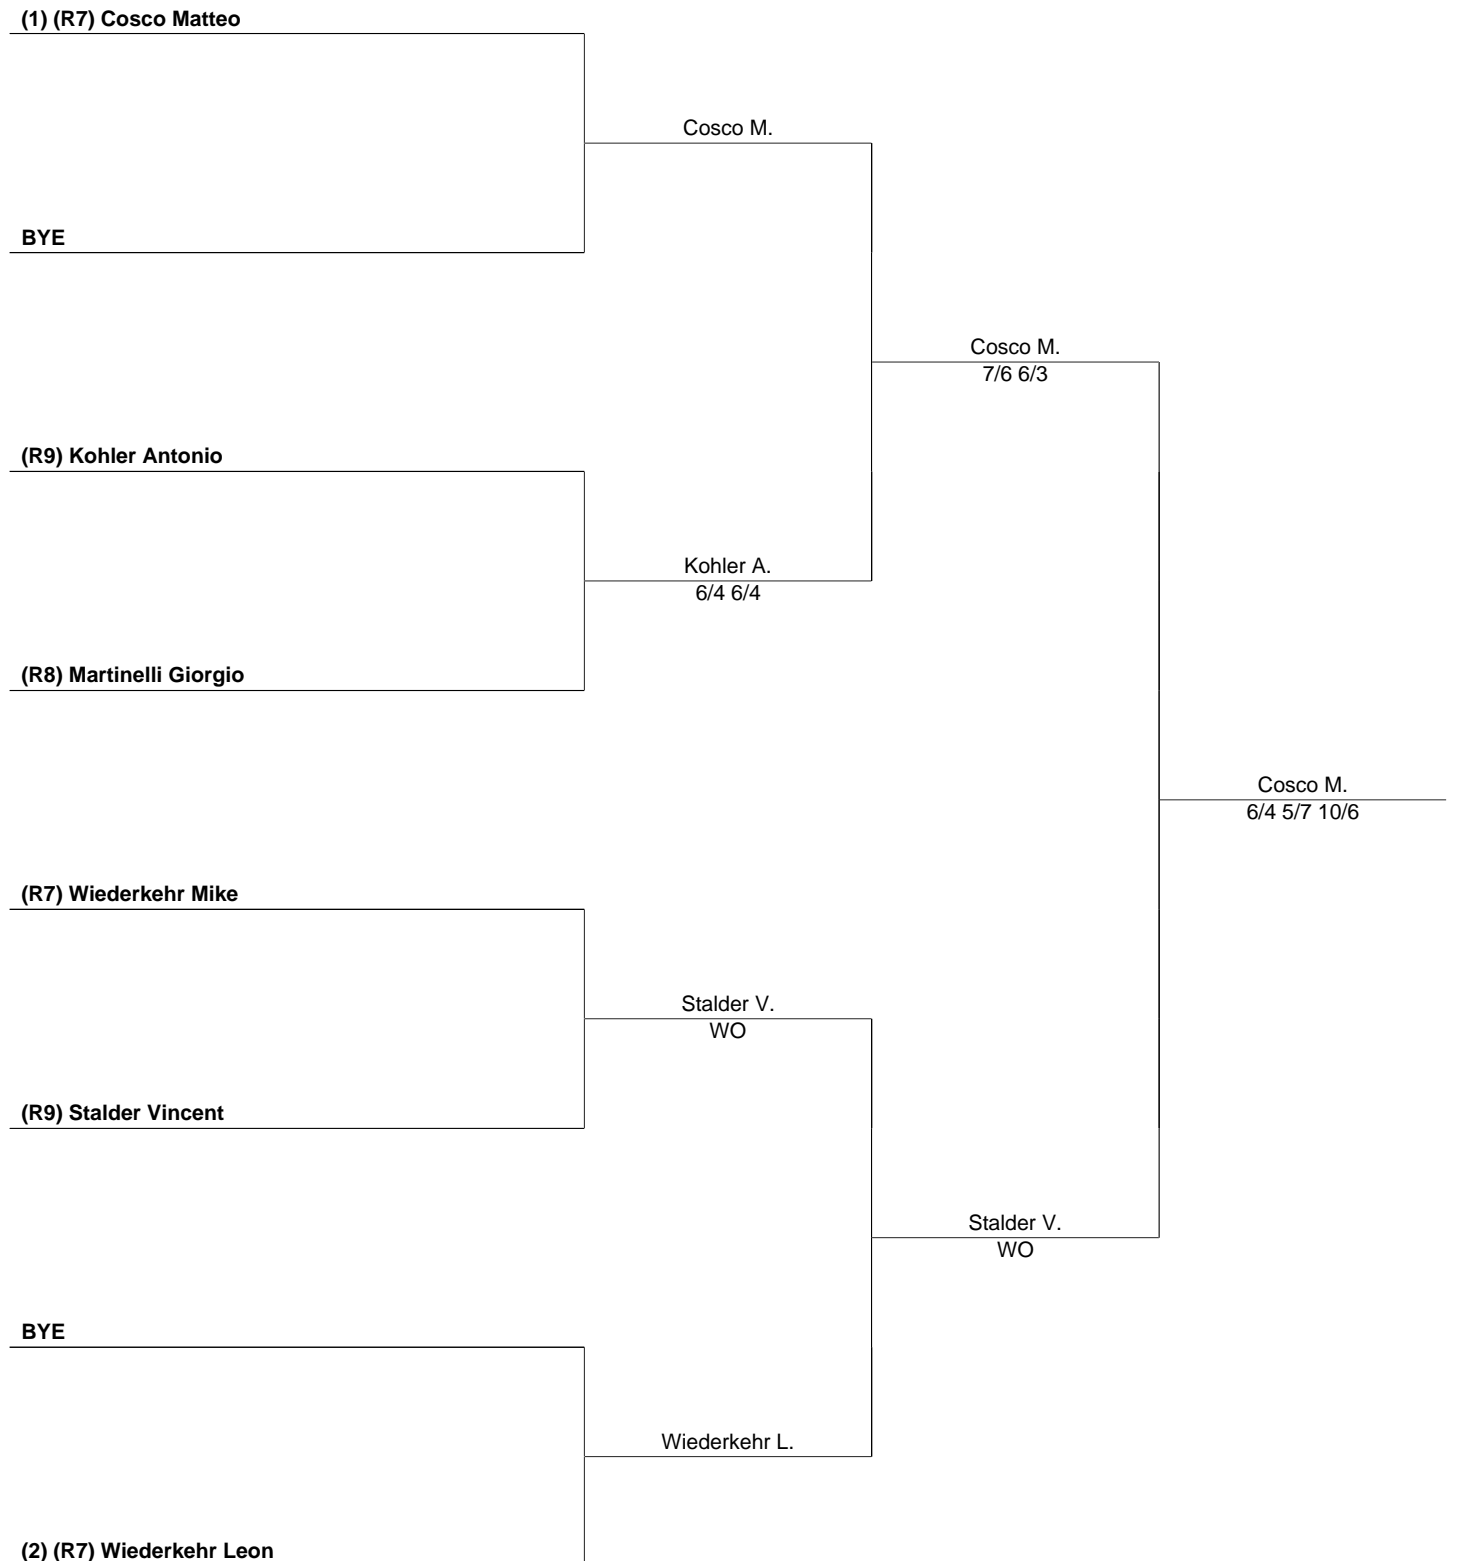 (1) (R7) Cosco Matteo
Cosco M.
BYE
Cosco M.
7/6 6/3
(R9) Kohler Antonio
Kohler A.
6/4 6/4
(R8) Martinelli Giorgio
Cosco M.
6/4 5/7 10/6
(R7) Wiederkehr Mike
Stalder V.
WO
(R9) Stalder Vincent
Stalder V.
WO
BYE
Wiederkehr L.
(2) (R7) Wiederkehr Leon